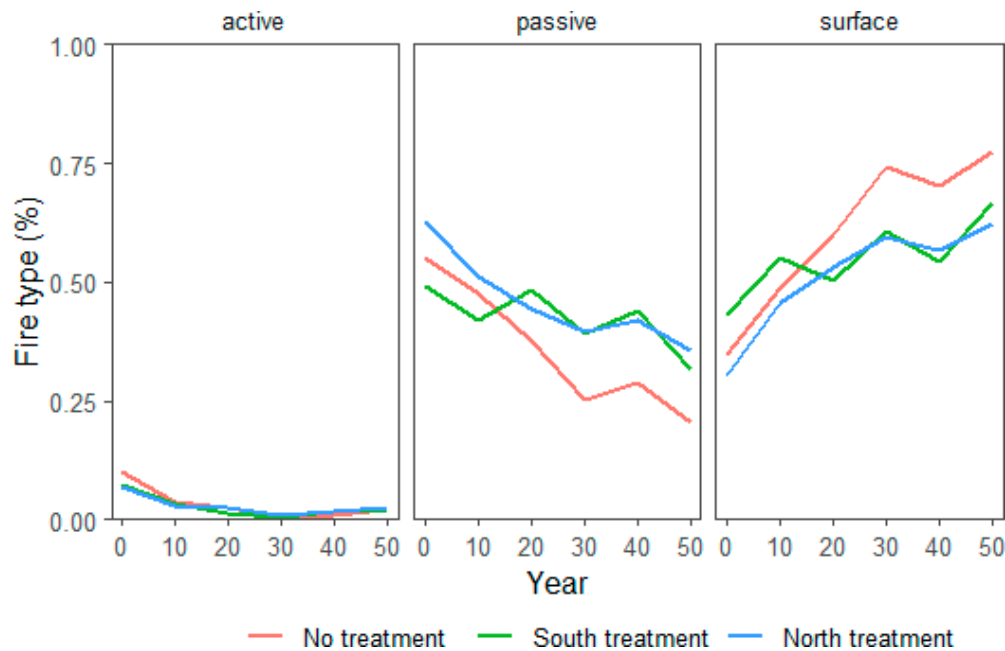 active passive surface
1.00
0.75
0.50
0.25
0.00
Fire type (%)
0 10 20 30 40 50 0 10 20 30 40 50 0 10 20 30 40 50
Year
No treatment South treatment North treatment